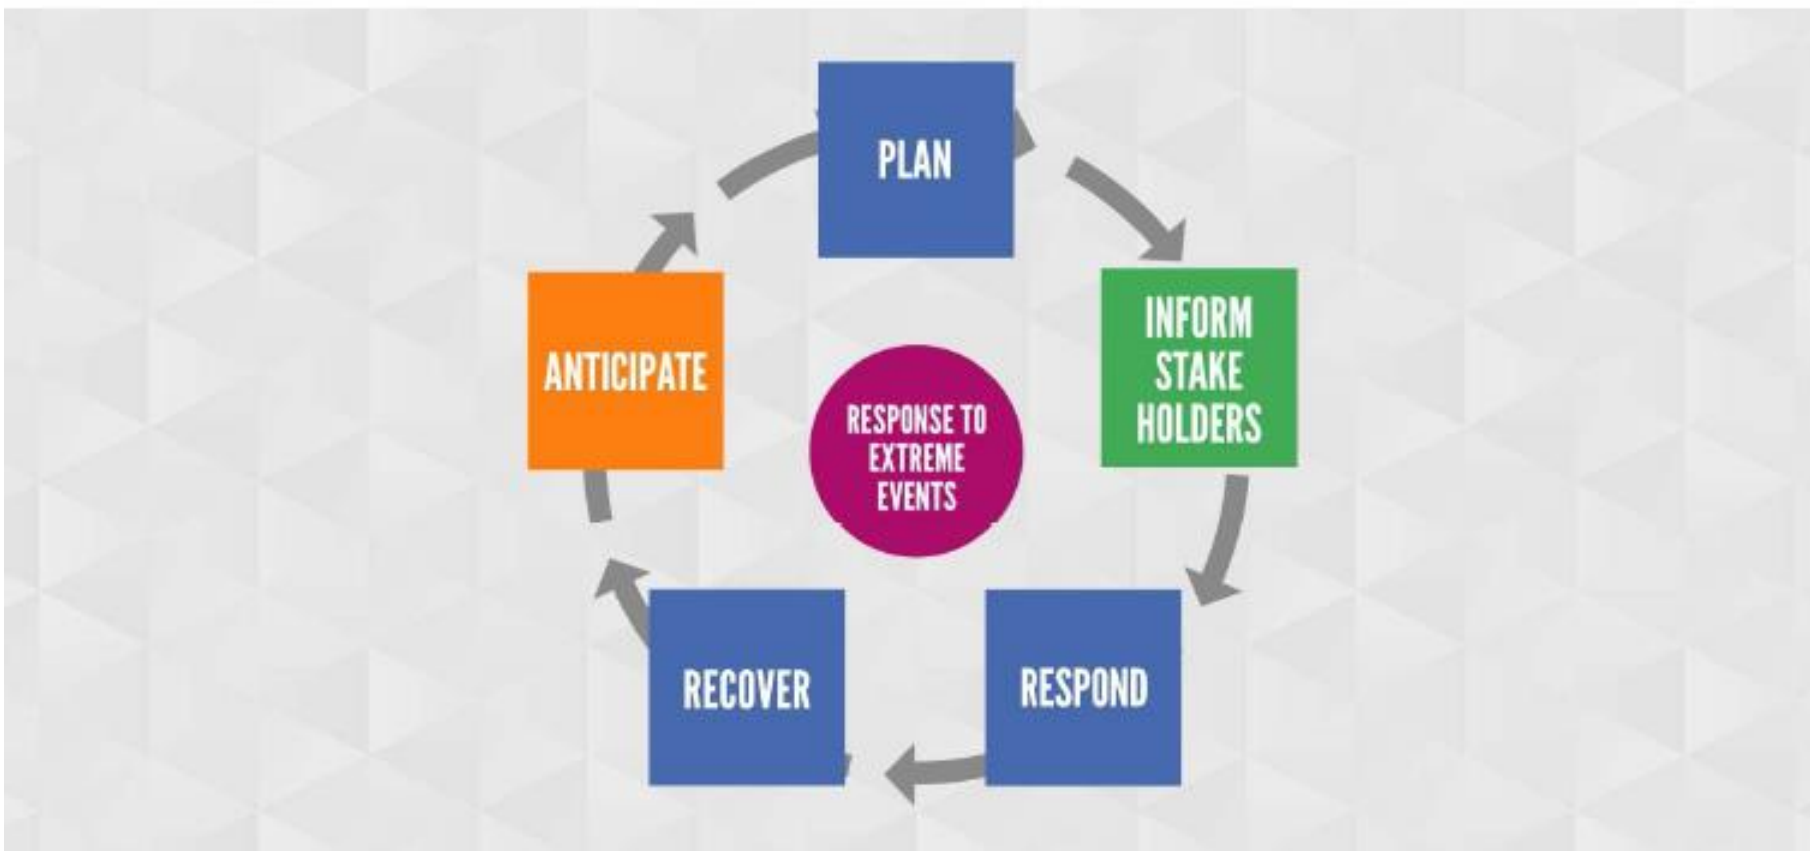 PLAN
INFORM
STAKE
HOLDERS
ANTICIPATE
RESPONSE TO
EXTREME
EVENTS
RECOVER
RESPOND